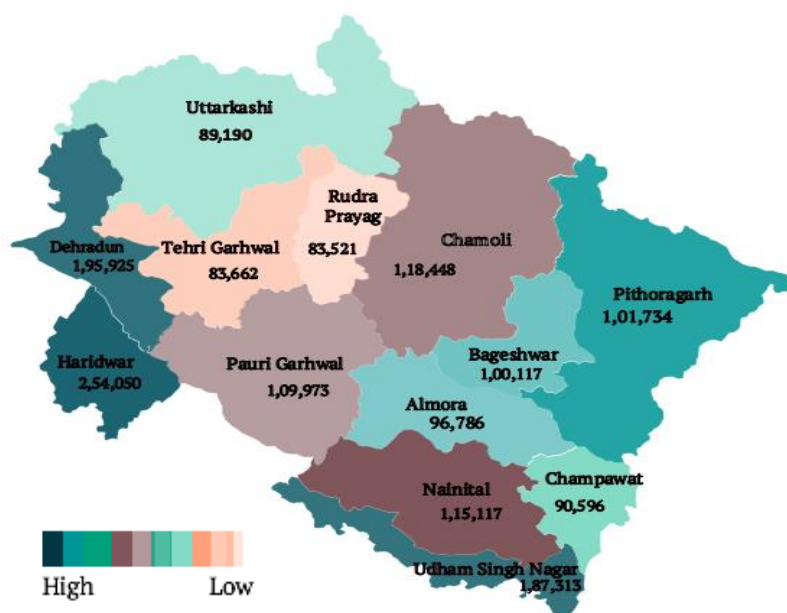 Uttarkashi
89,190
Rudra
Prayag
83,521
Chamoli
1,18,448
Dehradun
1,95,925
Tehri Garhwal
83,662
Pithoragarh
1,01,734
Haridwar
2,54,050
Pauri Garhwal
1,09,973
Bageshwar
1,00,117
Almora
96,786
Nainital
1,15,117
Champawat
90,596
Udham Singh Nagar
1,87,313
High Low